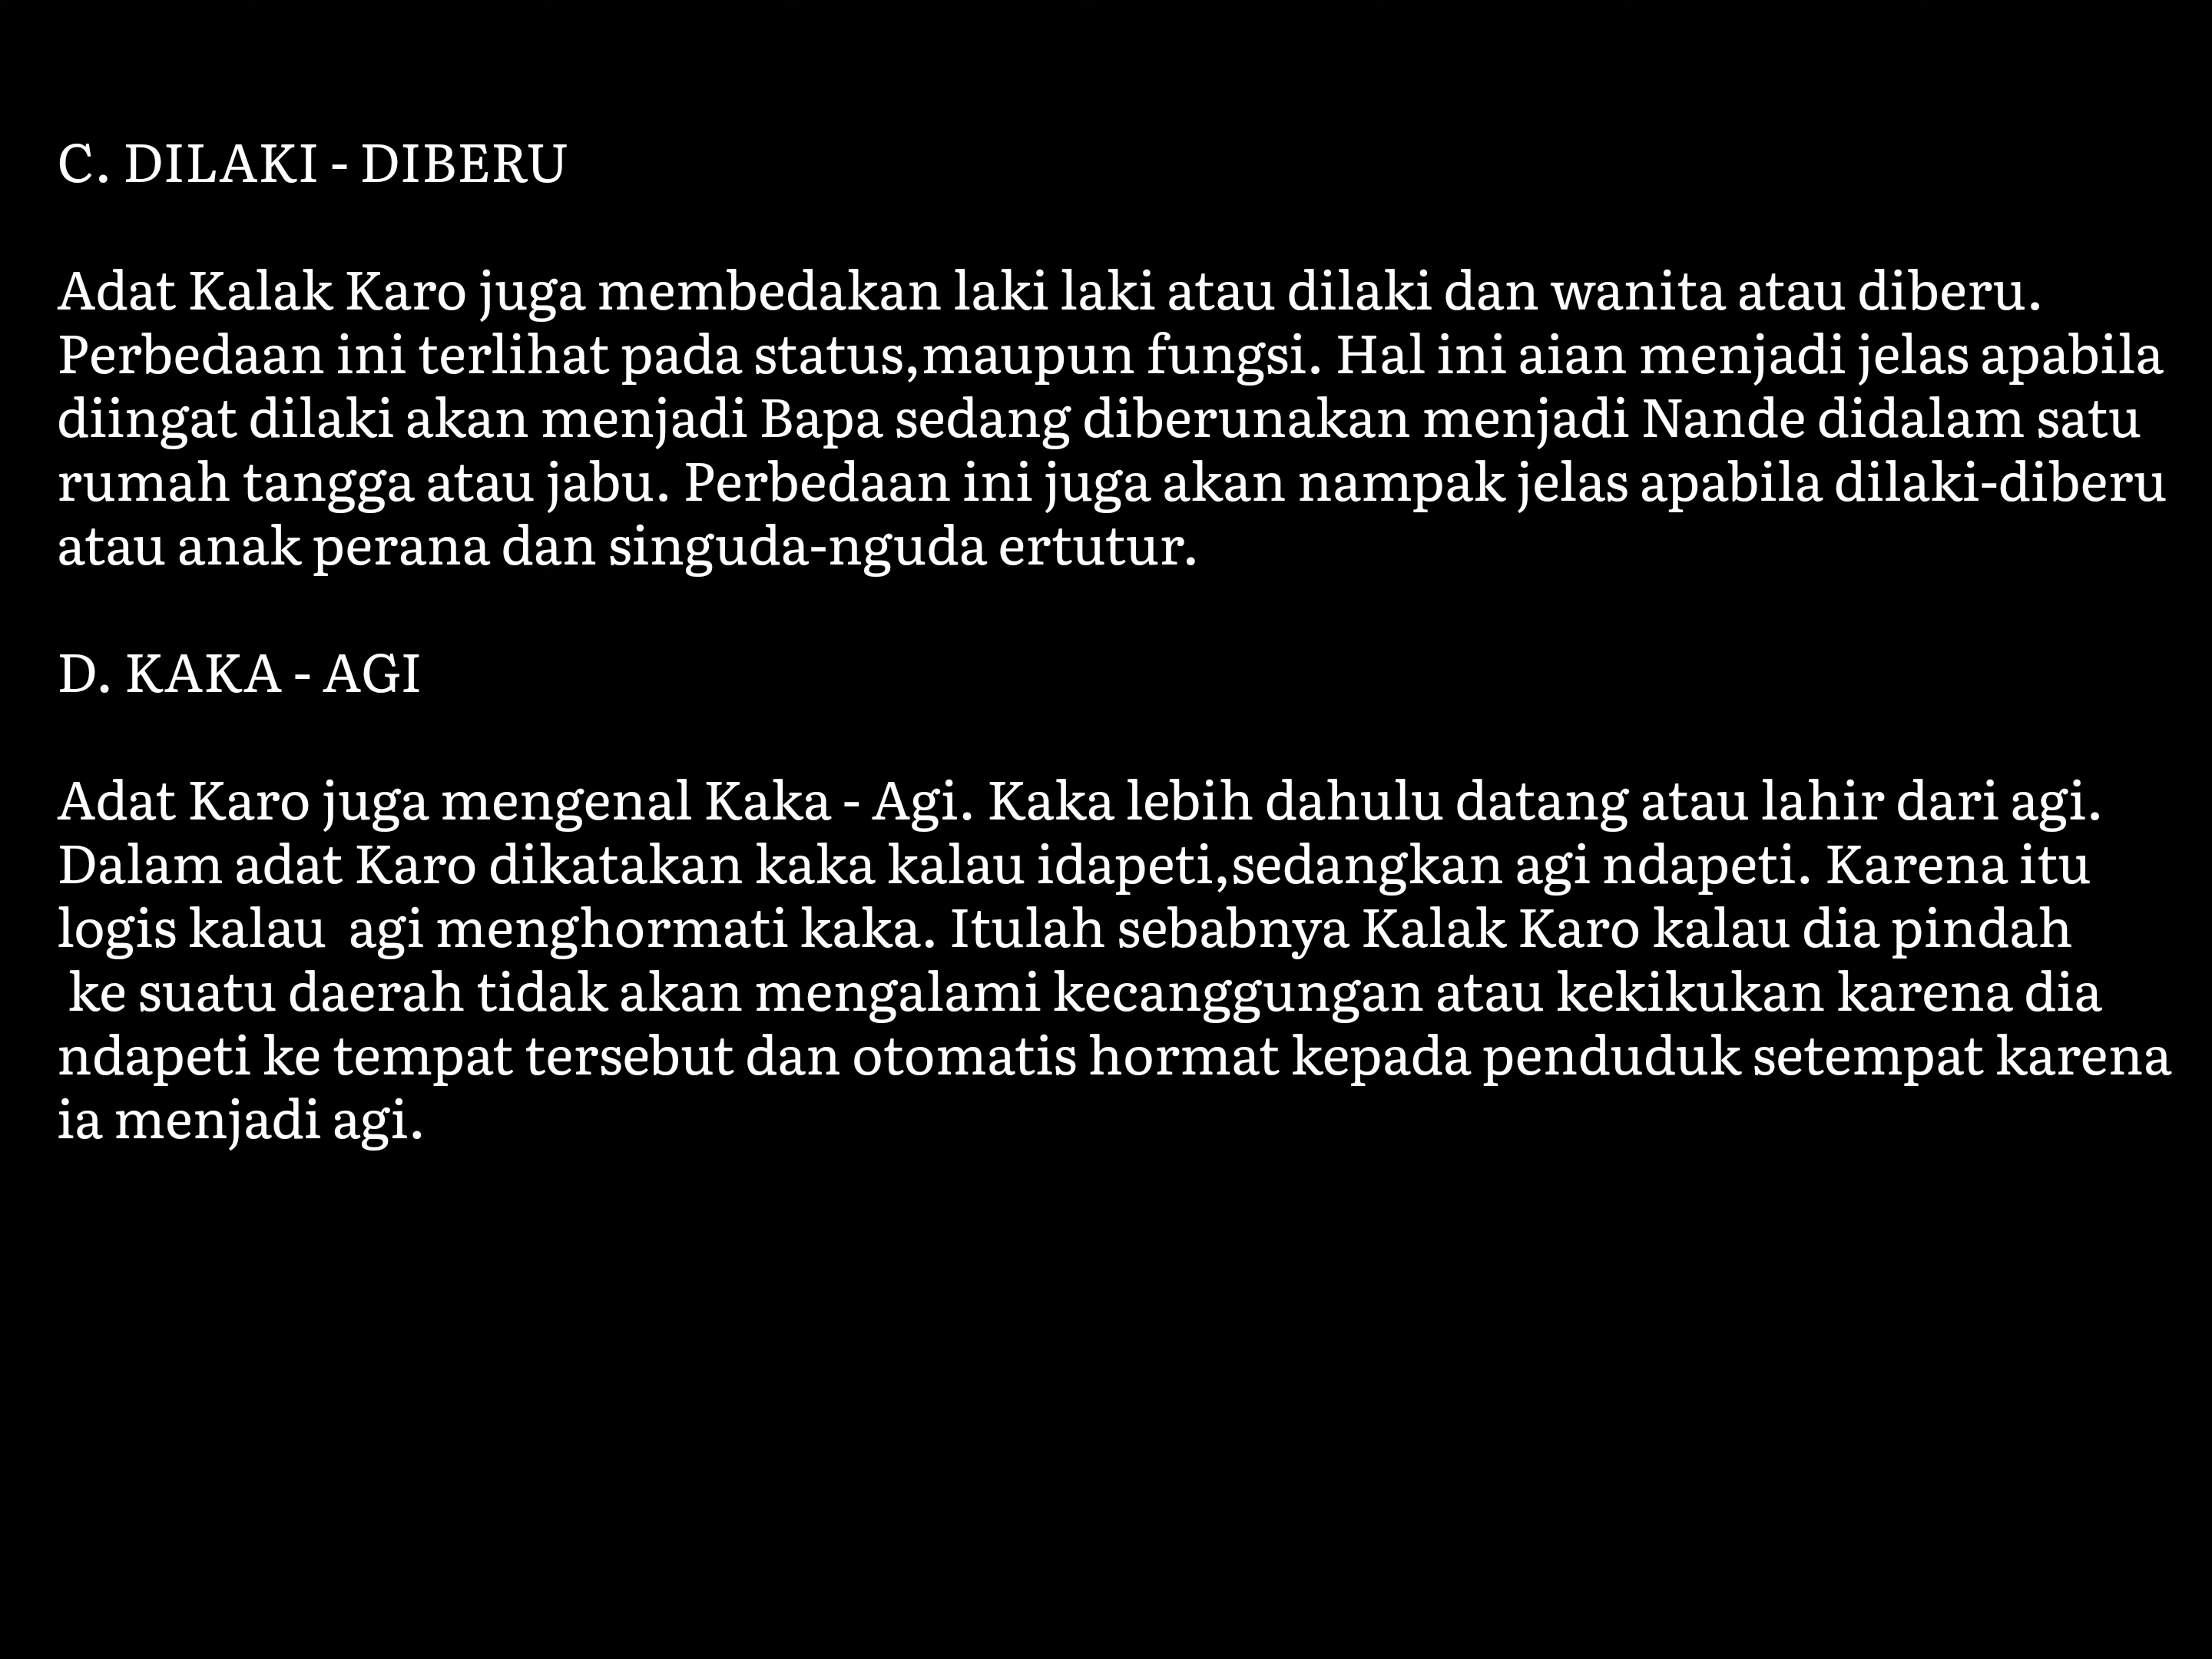 C. DILAKI - DIBERU
Adat Kalak Karo juga membedakan laki laki atau dilaki dan wanita atau diberu.
Perbedaan ini terlihat pada status,maupun fungsi. Hal ini aian menjadi jelas apabila
diingat dilaki akan menjadi Bapa sedang diberunakan menjadi Nande didalam satu
rumah tangga atau jabu. Perbedaan ini juga akan nampak jelas apabila dilaki-diberu
atau anak perana dan singuda-nguda ertutur.
D. KAKA - AGI
Adat Karo juga mengenal Kaka - Agi. Kaka lebih dahulu datang atau lahir dari agi.
Dalam adat Karo dikatakan kaka kalau idapeti,sedangkan agi ndapeti. Karena itu
logis kalau  agi menghormati kaka. Itulah sebabnya Kalak Karo kalau dia pindah
ke suatu daerah tidak akan mengalami kecanggungan atau kekikukan karena dia
ndapeti ke tempat tersebut dan otomatis hormat kepada penduduk setempat karena
ia menjadi agi.